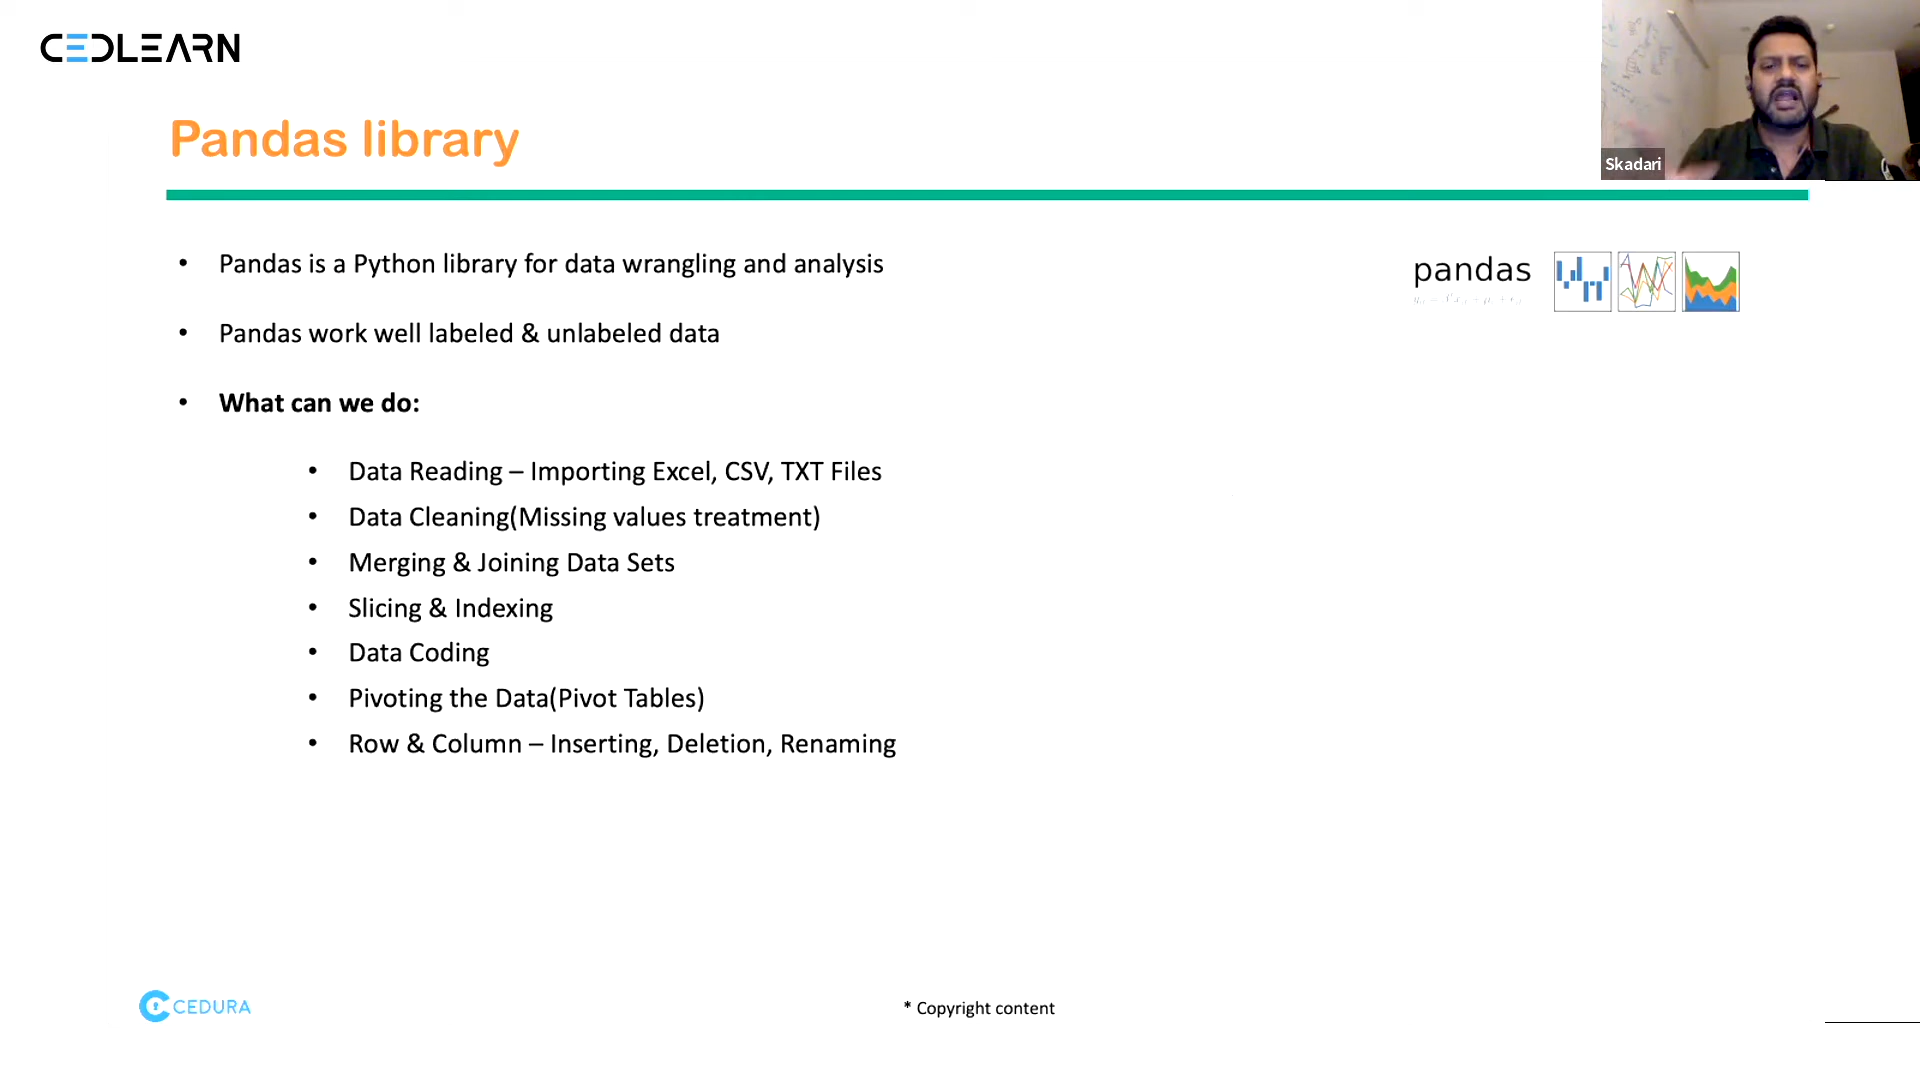 CEDLEARN
Skadari
Pandas library
• Pandas is a Python library for data wrangling and analysis
pandas
• Pandas work well labeled & unlabeled data
• What can we do:
• Data Reading – Importing Excel, CSV, TXT Files
• Data Cleaning(Missing values treatment)
• Merging & Joining Data Sets
• Slicing & Indexing
• Data Coding
• Pivoting the Data(Pivot Tables)
• Row & Column – Inserting, Deletion, Renaming
CEDURA
* Copyright content